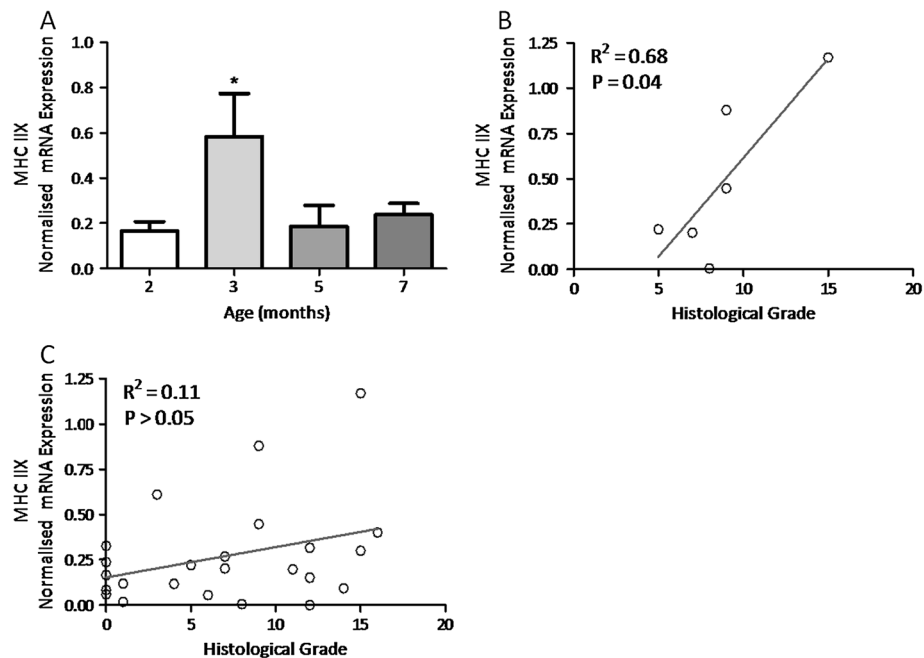 A
MHC IIX
Normalised mRNA Expression
1.0
0.8
0.6
0.4
0.2
0.0
*
2 3 5 7
Age (months)
B
MHC IIX
Normalised mRNA Expression
1.25
1.00
0.75
0.50
0.25
0.00
R² = 0.68
P = 0.04
0 5 10 15 20
Histological Grade
C
MHC IIX
Normalised mRNA Expression
1.25
1.00
0.75
0.50
0.25
0.00
R² = 0.11
P > 0.05
0 5 10 15 20
Histological Grade